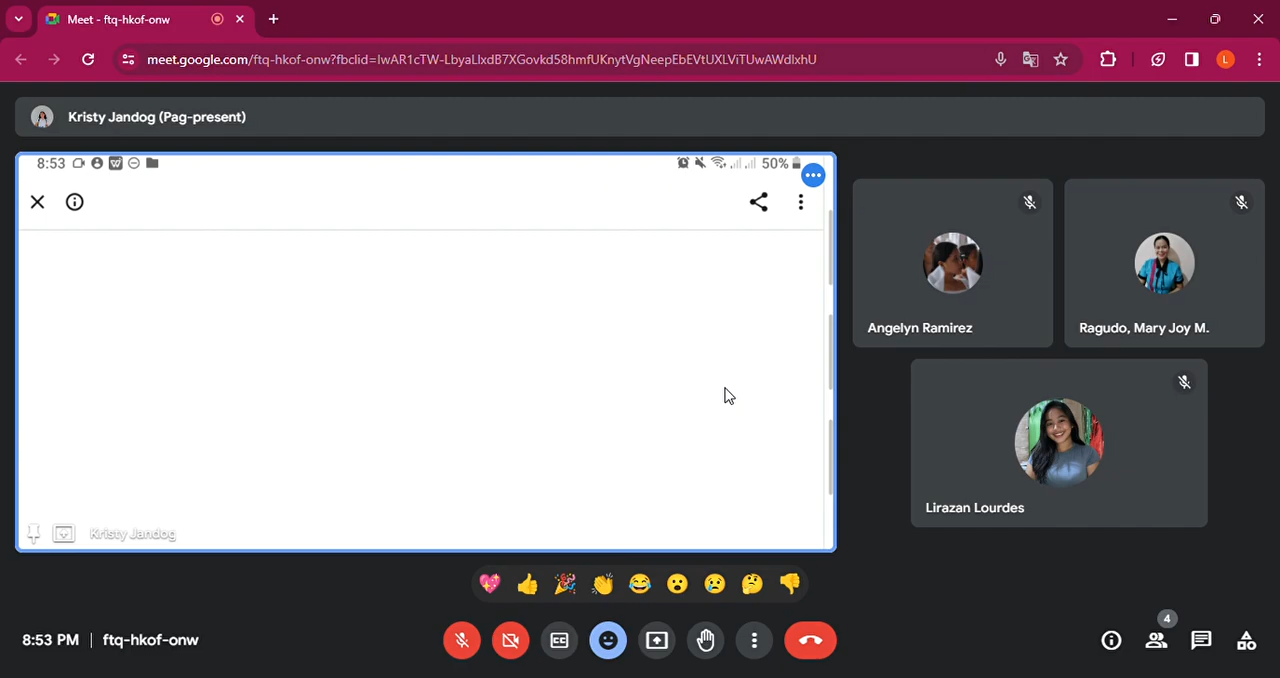 Meet - ftq-hkof-onw
meet.google.com/ftq-hkof-onw?fbclid=IwAR1cTW-LbyaLlxdB7XGovkd58hmfUKnytVgNeepEbEVtUXLViTUwAWdlxhU
L
Kristy Jandog (Pag-present)
8:53
50%
Kristy Jandog
Angelyn Ramirez
Ragudo, Mary Joy M.
Lirazan Lourdes
8:53 PM | ftq-hkof-onw
4